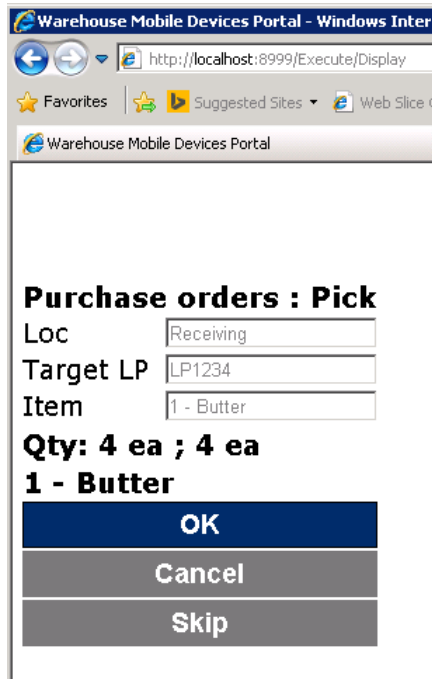 Warehouse Mobile Devices Portal - Windows Inter
http://localhost:8999/Execute/Display
Favorites Suggested Sites Web Slice
Warehouse Mobile Devices Portal
Purchase orders : Pick
Loc Receiving
Target LP LP1234
Item 1 - Butter
Qty: 4 ea ; 4 ea
1 - Butter
OK
Cancel
Skip